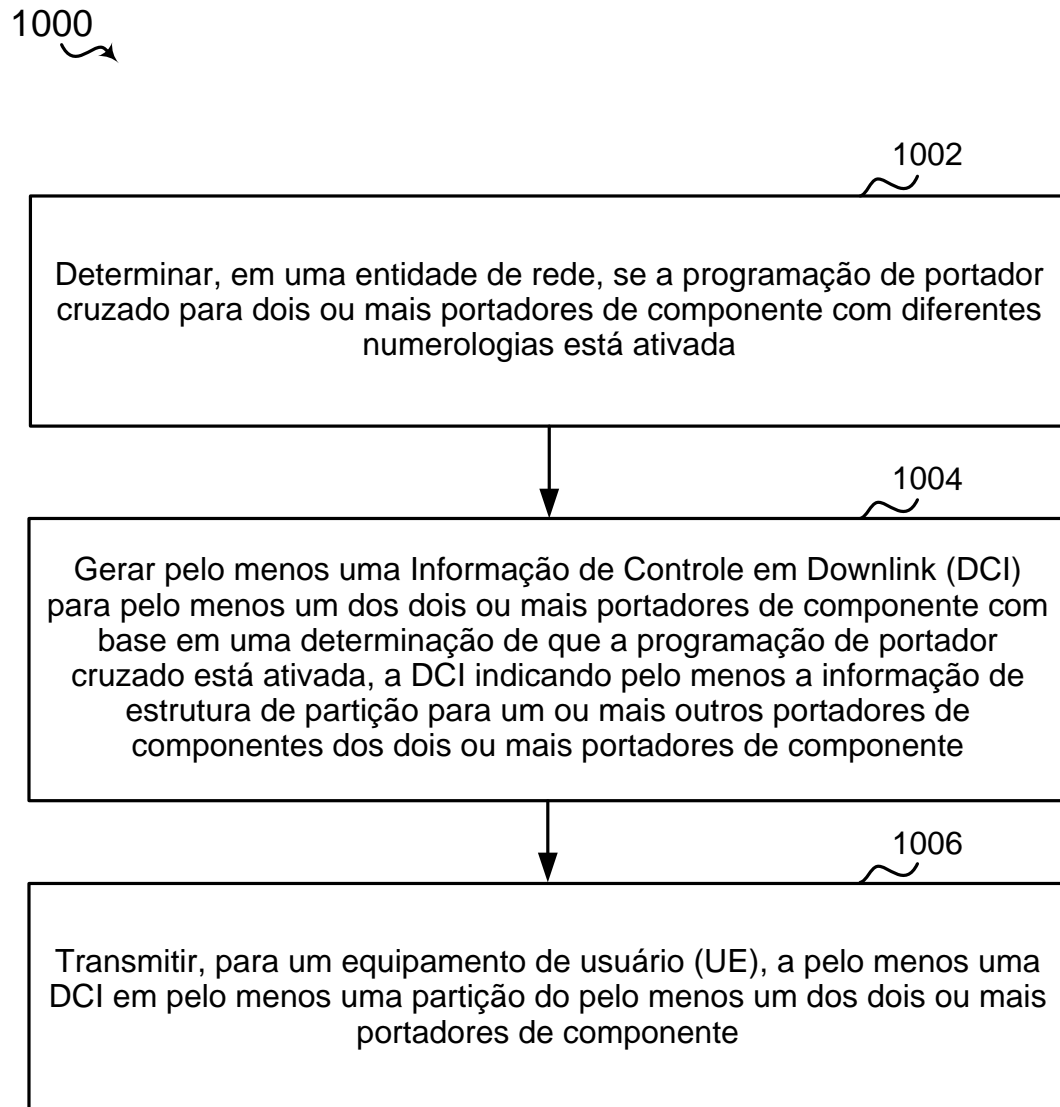 1000
1002
Determinar, em uma entidade de rede, se a programação de portador
cruzado para dois ou mais portadores de componente com diferentes
numerologias está ativada
1004
Gerar pelo menos uma Informação de Controle em Downlink (DCI)
para pelo menos um dos dois ou mais portadores de componente com
base em uma determinação de que a programação de portador
cruzado está ativada, a DCI indicando pelo menos a informação de
estrutura de partição para um ou mais outros portadores de
componentes dos dois ou mais portadores de componente
1006
Transmitir, para um equipamento de usuário (UE), a pelo menos uma
DCI em pelo menos uma partição do pelo menos um dos dois ou mais
portadores de componente